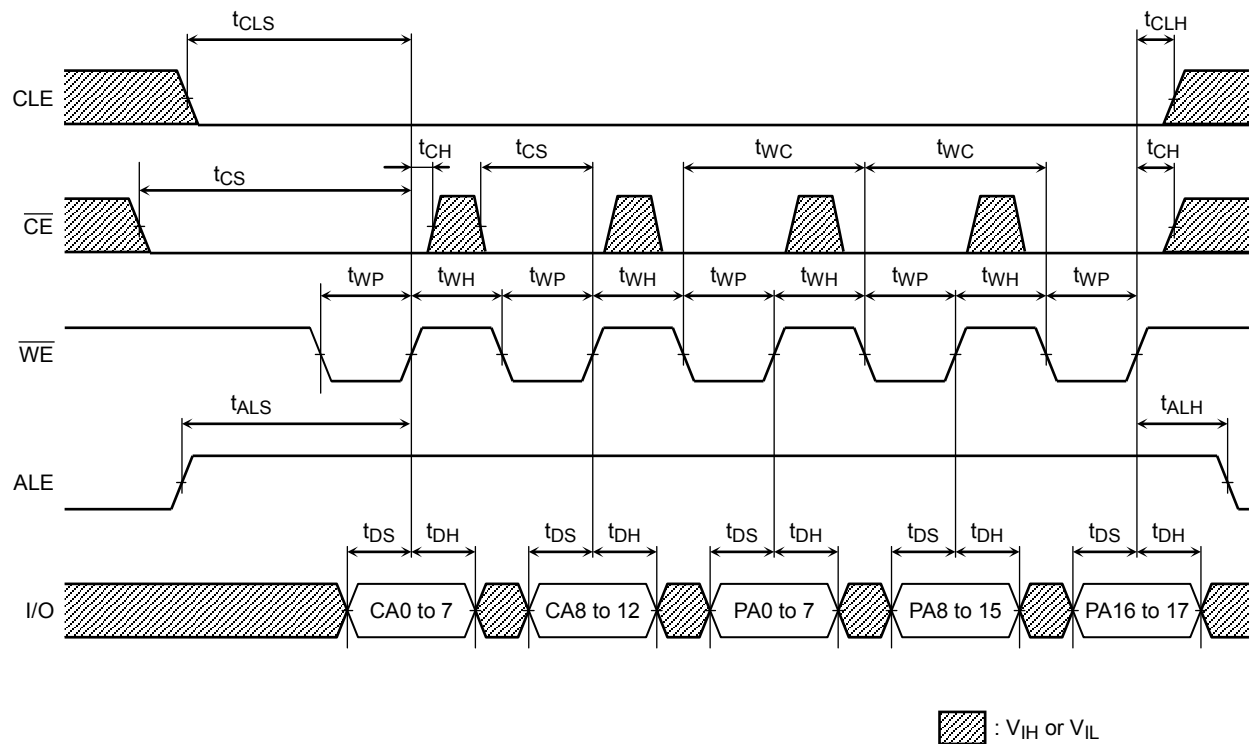 tCLS tCLH
CLE
tCH tCS tWC tWC tCH
tCS
CE
tWP tWH tWP tWH tWP tWH tWP tWH tWP
WE
tALS tALH
ALE
tDS tDH tDS tDH tDS tDH tDS tDH tDS tDH
I/O CA0 to 7 CA8 to 12 PA0 to 7 PA8 to 15 PA16 to 17
: VIH or VIL